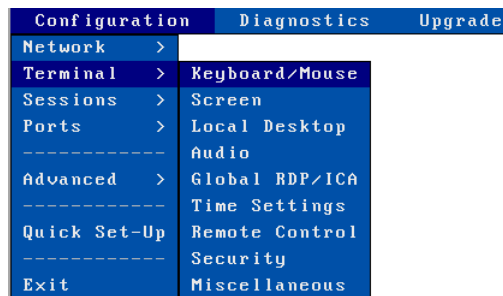 Configuration Diagnostics Upgrade
Network >
Terminal > Keyboard/Mouse
Sessions > Screen
Ports > Local Desktop
------------ Audio
Advanced > Global RDP/ICA
------------ Time Settings
Quick Set-Up Remote Control
------------ Security
Exit Miscellaneous